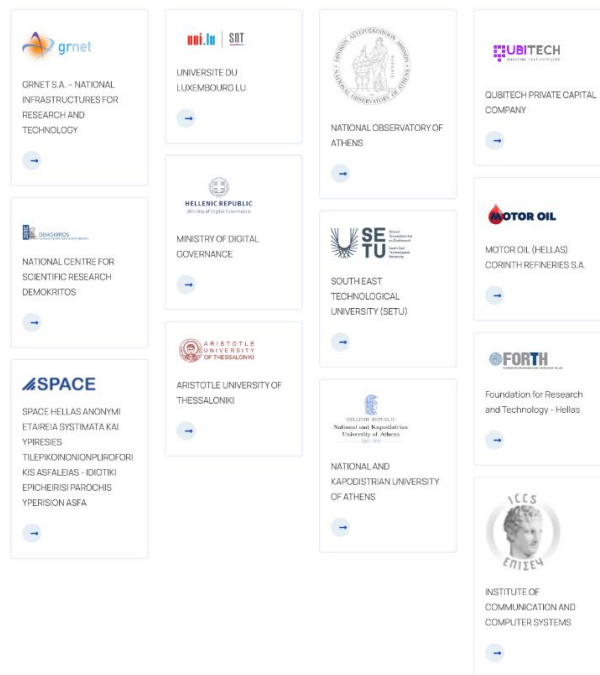 grnet
GRNET S.A. – NATIONAL
INFRASTRUCTURES FOR
RESEARCH AND
TECHNOLOGY
DEMOKRITOS
NATIONAL CENTRE FOR
SCIENTIFIC RESEARCH
DEMOKRITOS
SPACE
SPACE HELLAS ANONYMI
ETAIREIA SYSTIMATA KAI
YPIRESIES
TILEPIKOINONIONPLIROFORI
KIS ASFALEIAS - IDIOTIKI
EPICHEIRISI PAROCHIS
YPERISION ASFA
uni.lu SNT
UNIVERSITE DU
LUXEMBOURG LU
HELLENIC REPUBLIC
Ministry of Digital Governance
MINISTRY OF DIGITAL
GOVERNANCE
ARISTOTLE
UNIVERSITY
OF THESSALONIKI
ARISTOTLE UNIVERSITY OF
THESSALONIKI
NATIONAL OBSERVATORY OF
ATHENS
SETU
SOUTH EAST
TECHNOLOGICAL
UNIVERSITY (SETU)
HELLENIC REPUBLIC
National and Kapodistrian
University of Athens
NATIONAL AND
KAPODISTRIAN UNIVERSITY
OF ATHENS
QUBITECH
QUBITECH PRIVATE CAPITAL
COMPANY
MOTOR OIL
MOTOR OIL (HELLAS)
CORINTH REFINERIES S.A.
FORTH
Foundation for Research
and Technology - Hellas
ICCS
ΕΠΙΣΕΥ
INSTITUTE OF
COMMUNICATION AND
COMPUTER SYSTEMS